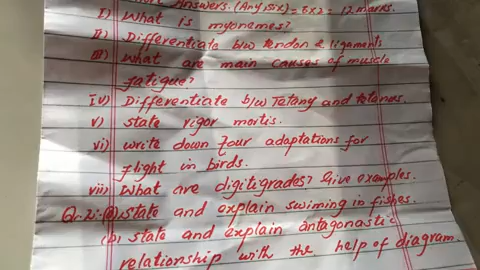 Answers. (Any six) = 6x2 = 12 marks.
I) What is myonemes?
II) Differentiate b/w tendon & ligaments
III) What are main causes of muscle
fatigue?
IV) Differentiate b/w Tetany and tetanus.
V) State rigor mortis.
vi) write down four adaptations for
flight in birds.
vii) What are digitigrades? Give examples.
Q.2: (a) state and explain swiming in fishes.
(b) state and explain antagonastic
relationship with the help of diagram.